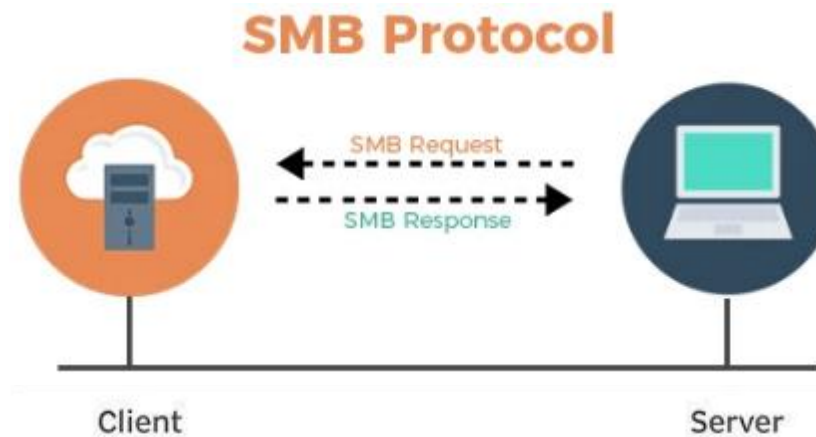 SMB Protocol
SMB Request
SMB Response
Client
Server